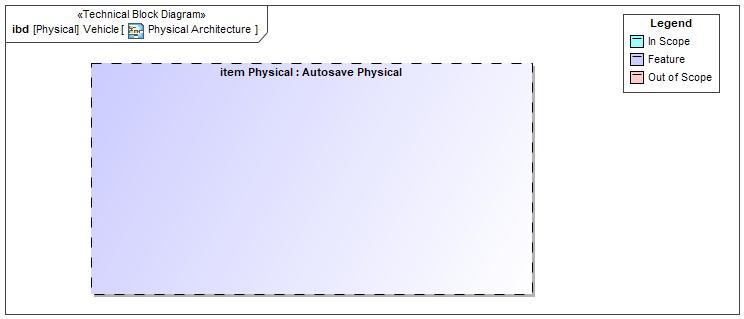 «Technical Block Diagram»
ibd [Physical] Vehicle [ Physical Architecture ]
Legend
In Scope
Feature
Out of Scope
item Physical : Autosave Physical